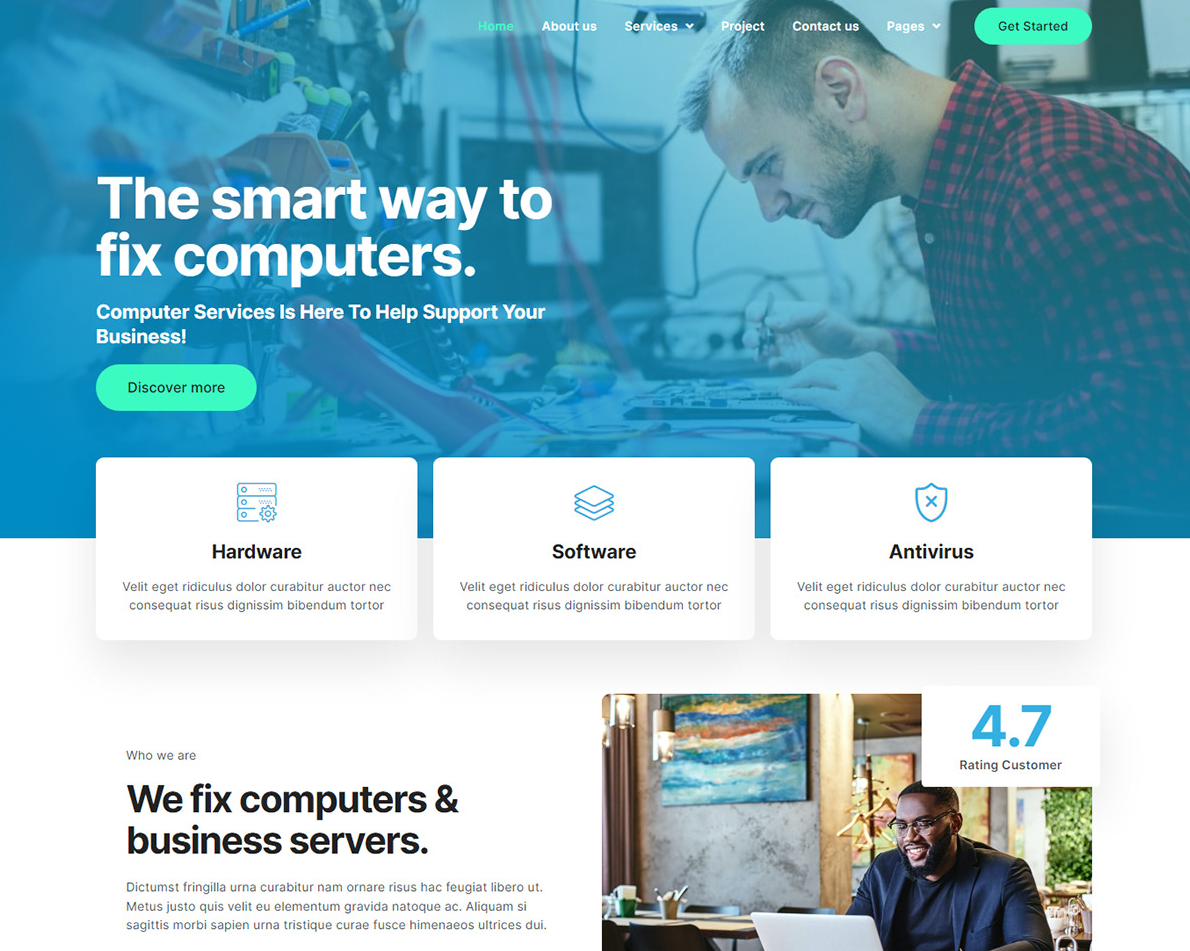 Home About us Services Project Contact us Pages Get Started
The smart way to
fix computers.
Computer Services Is Here To Help Support Your
Business!
Discover more
Hardware
Velit eget ridiculus dolor curabitur auctor nec
consequat risus dignissim bibendum tortor
Software
Velit eget ridiculus dolor curabitur auctor nec
consequat risus dignissim bibendum tortor
Antivirus
Velit eget ridiculus dolor curabitur auctor nec
consequat risus dignissim bibendum tortor
Who we are
We fix computers &
business servers.
Dictumst fringilla urna curabitur nam ornare risus hac feugiat libero ut.
Metus justo quis velit eu elementum gravida natoque ac. Aliquam si
sagittis morbi sapien urna tristique curae fusce himenaeos ultrices dui.
4.7
Rating Customer